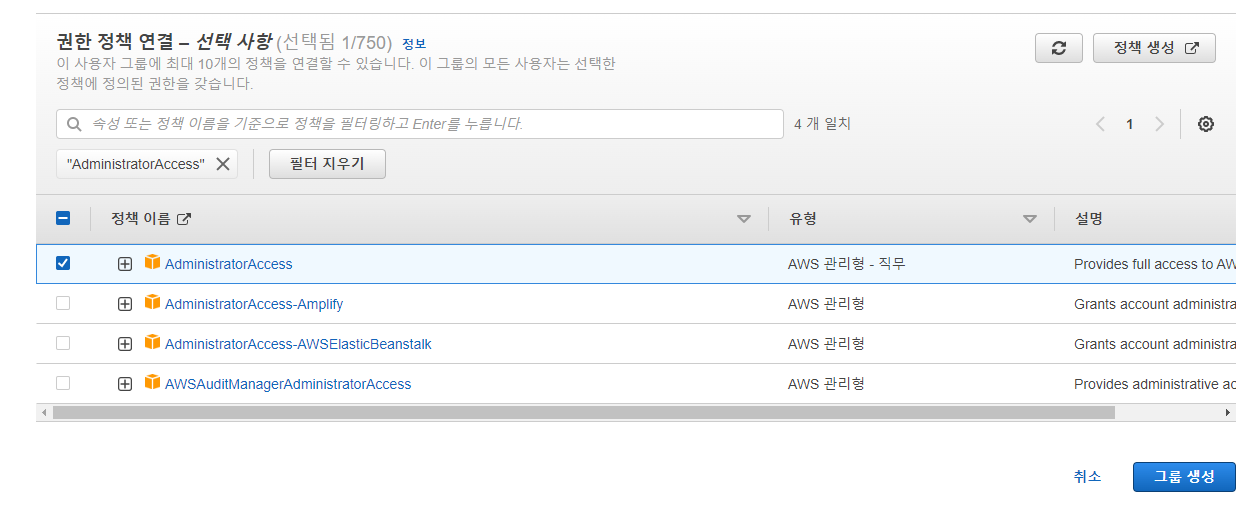 권한 정책 연결 – 선택 사항 (선택됨 1/750) 정보
이 사용자 그룹에 최대 10개의 정책을 연결할 수 있습니다. 이 그룹의 모든 사용자는 선택한
정책에 정의된 권한을 갖습니다.
정책 생성
속성 또는 정책 이름을 기준으로 정책을 필터링하고 Enter를 누릅니다.
4 개 일치
1
"AdministratorAccess"
필터 지우기
정책 이름 유형 설명
AdministratorAccess AWS 관리형 - 직무 Provides full access to AW
AdministratorAccess-Amplify AWS 관리형 Grants account administra
AdministratorAccess-AWSElasticBeanstalk AWS 관리형 Grants account administra
AWSAuditManagerAdministratorAccess AWS 관리형 Provides administrative ac
취소 그룹 생성